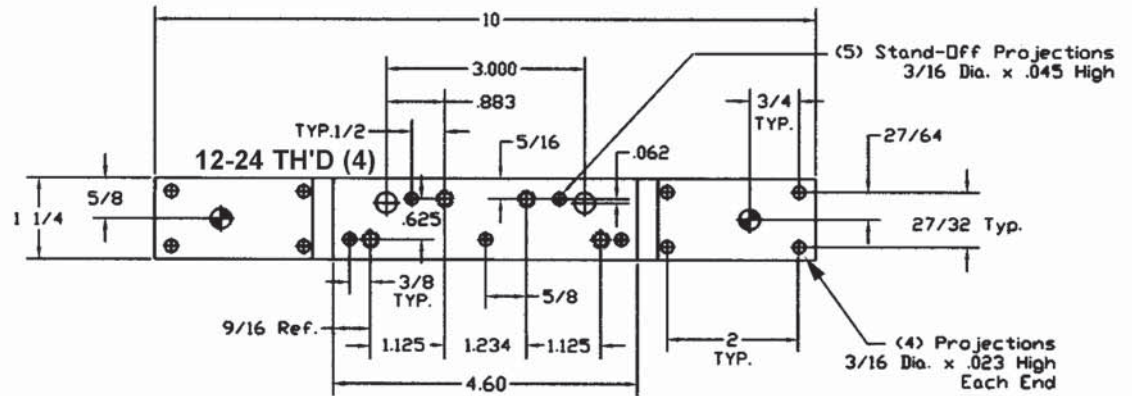 10
(5) Stand-Off Projections
3/16 Dia. x .045 High
3.000
.883
3/4
TYP.
TYP. 1/2
5/16
27/64
.062
12-24 TH'D (4)
5/8
1 1/4
.625
27/32 Typ.
3/8
TYP.
5/8
9/16 Ref.
1.125
1.234
1.125
2
TYP.
(4) Projections
3/16 Dia. x .023 High
Each End
4.60